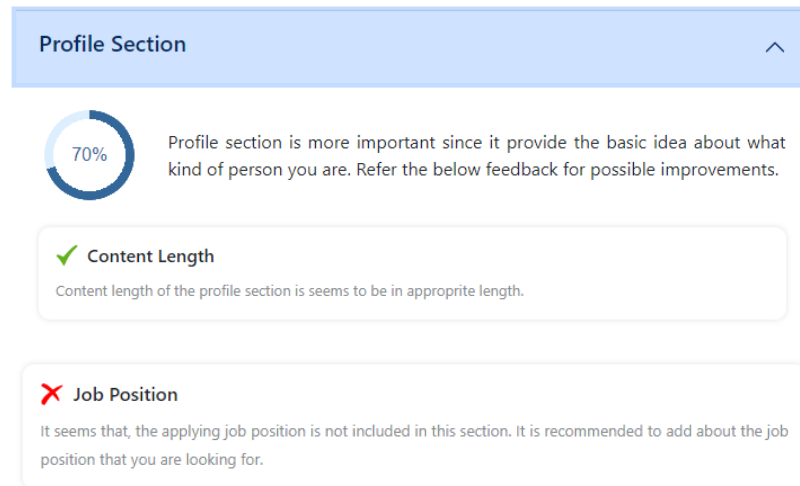 Profile Section
70%
Profile section is more important since it provide the basic idea about what
kind of person you are. Refer the below feedback for possible improvements.
Content Length
Content length of the profile section is seems to be in approprite length.
Job Position
It seems that, the applying job position is not included in this section. It is recommended to add about the job
position that you are looking for.